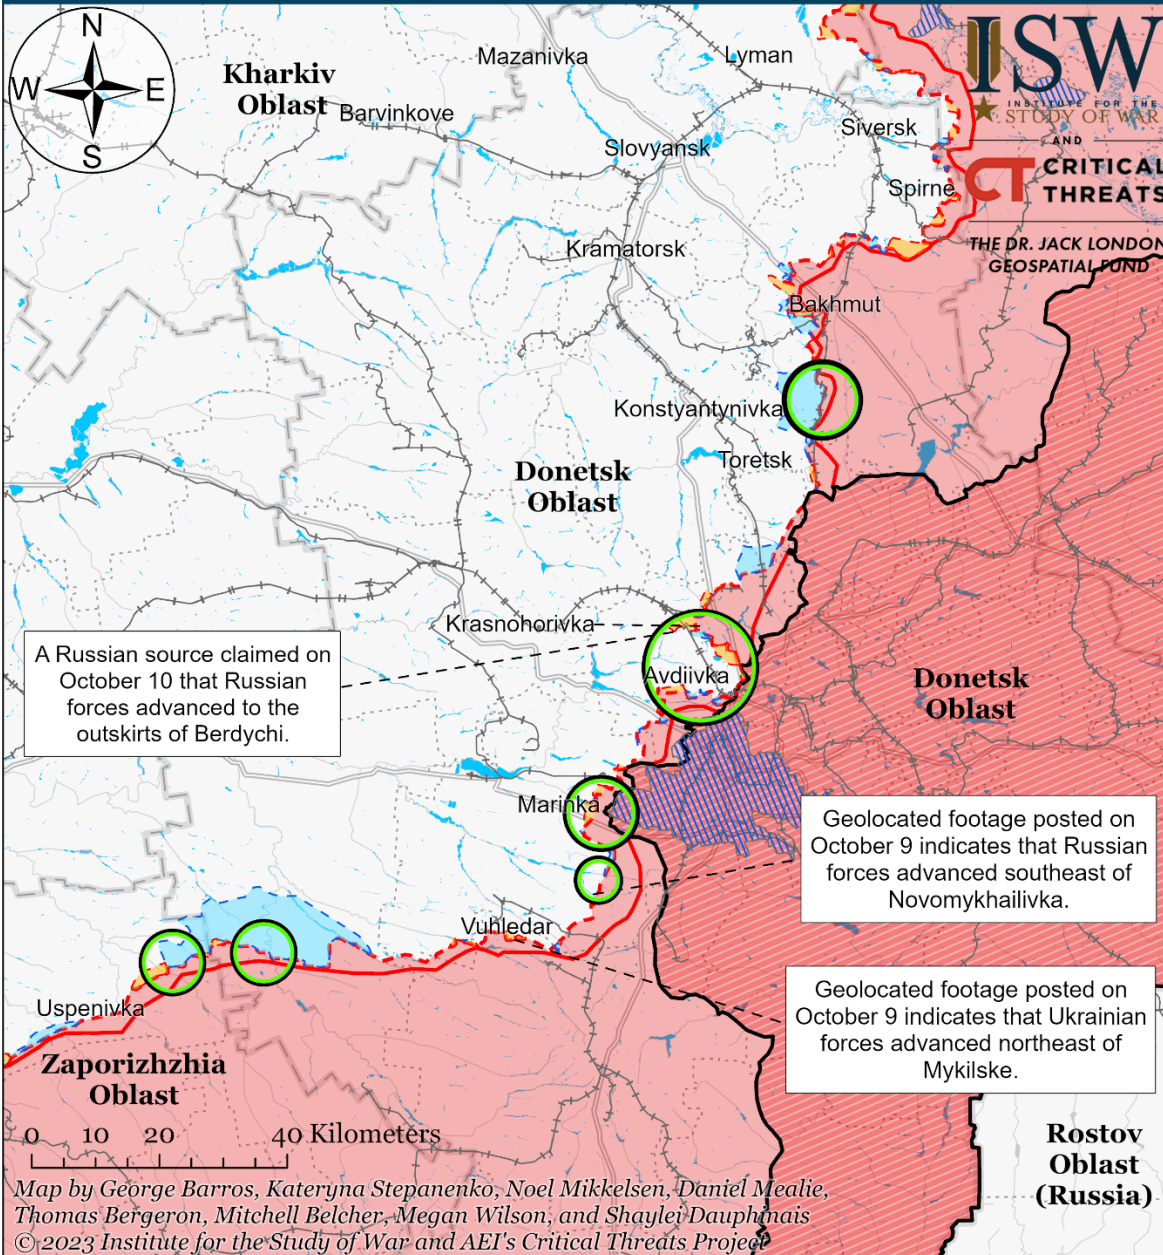 N
W
E
S
Kharkiv
Oblast
Mazanivka
Lyman
Barvinkove
Slovyansk
Siversk
Spirne
Kramatorsk
ISW
INSTITUTE FOR THE
STUDY OF WAR
AND
CT CRITICAL
THREATS
THE DR. JACK LONDON
GEOSPATIAL FUND
Bakhmut
Konstyantynivka
Toretsk
Donetsk
Oblast
Krasnohorivka
Avdiivka
A Russian source claimed on
October 10 that Russian
forces advanced to the
outskirts of Berdychi.
Donetsk
Oblast
Marinka
Geolocated footage posted on
October 9 indicates that Russian
forces advanced southeast of
Novomykhailivka.
Vuhledar
Uspenivka
Geolocated footage posted on
October 9 indicates that Ukrainian
forces advanced northeast of
Mykilske.
Zaporizhzhia
Oblast
Rostov
Oblast
(Russia)
0 10 20 40 Kilometers
Map by George Barros, Kateryna Stepanenko, Noel Mikkelsen, Daniel Mealie,
Thomas Bergeron, Mitchell Belcher, Megan Wilson, and Shaylei Dauphinais
© 2023 Institute for the Study of War and AEI's Critical Threats Project